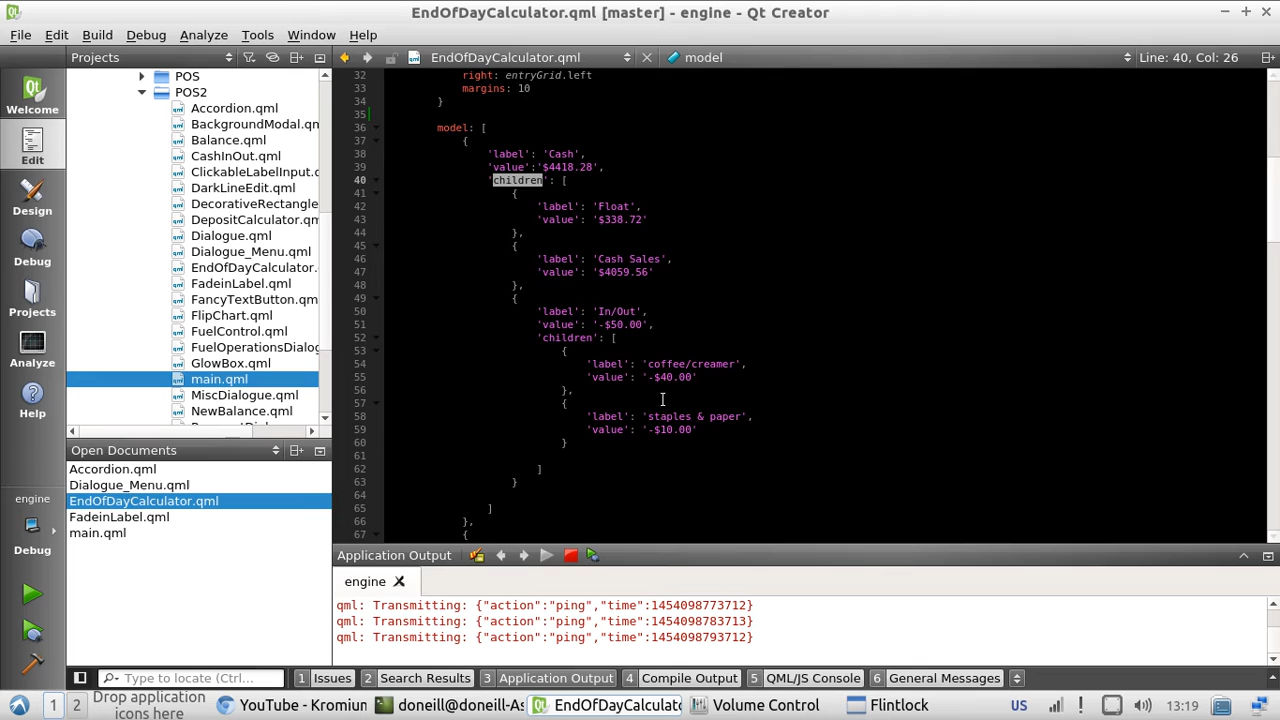 EndOfDayCalculator.qml [master] - engine - Qt Creator
File Edit Build Debug Analyze Tools Window Help
Projects
EndOfDayCalculator.qml
model
Line: 40, Col: 26
Welcome
Edit
Design
Debug
Projects
Analyze
Help
engine
Debug
POS
POS2
Accordion.qml
BackgroundModal.qm
Balance.qml
CashInOut.qml
ClickableLabelInput.c
DarkLineEdit.qml
DecorativeRectangle
DepositCalculator.qm
Dialogue.qml
Dialogue_Menu.qml
EndOfDayCalculator.
FadeinLabel.qml
FancyTextButton.qm
FlipChart.qml
FuelControl.qml
FuelOperationsDialog
GlowBox.qml
main.qml
MiscDialogue.qml
NewBalance.qml
Open Documents
Accordion.qml
Dialogue_Menu.qml
EndOfDayCalculator.qml
FadeinLabel.qml
main.qml
32 right: entryGrid.left
33 margins: 10
34 }
35
36 model: [
37 {
38 'label': 'Cash',
39 'value':'$4418.28',
40 'children': [
41 {
42 'label': 'Float',
43 'value': '$338.72'
44 },
45 {
46 'label': 'Cash Sales',
47 'value': '$4059.56'
48 },
49 {
50 'label': 'In/Out',
51 'value': '-$50.00',
52 'children': [
53 {
54 'label': 'coffee/creamer',
55 'value': '-$40.00'
56 },
57 {
58 'label': 'staples & paper',
59 'value': '-$10.00'
60 }
61
62 ]
63 }
64
65 ]
66 },
67 {
Application Output
engine
qml: Transmitting: {"action":"ping","time":1454098773712}
qml: Transmitting: {"action":"ping","time":1454098783713}
qml: Transmitting: {"action":"ping","time":1454098793712}
Type to locate (Ctrl...
1 Issues 2 Search Results 3 Application Output 4 Compile Output 5 QML/JS Console 6 General Messages
1 2 Drop application icons here
YouTube - Kromium
doneill@doneill-As
EndOfDayCalculato
Volume Control
Flintlock
US
13:19